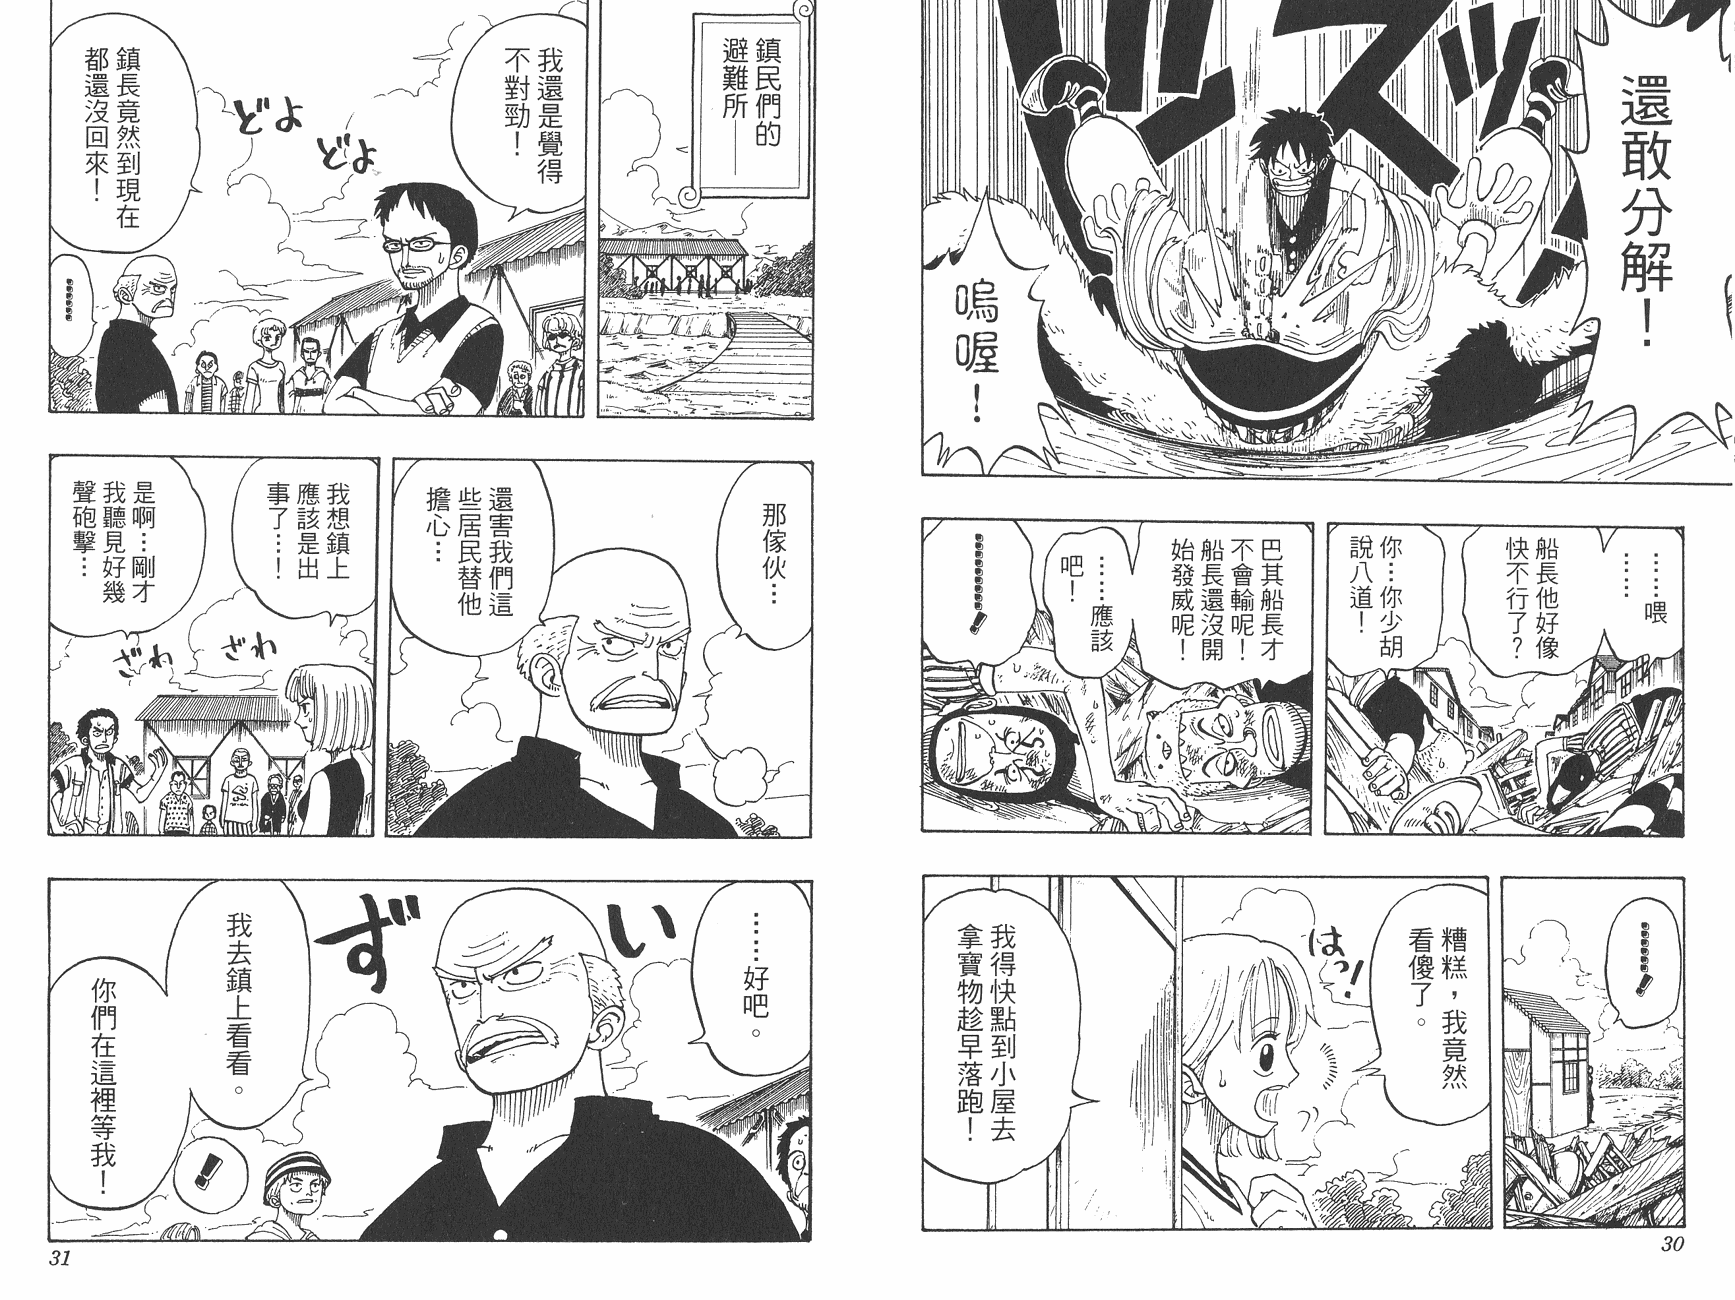 還敢分解！
嗚喔！
ドスッ
……喂
……
船長他好像
快不行了？
你…你少胡
說八道！
巴其船長才
不會輸呢！
船長還沒開
始發威呢！
……應該
吧！
………！
………！
糟糕，我竟然
看傻了。
はっ！
我得快點到小屋去
拿寶物趁早落跑！
30
鎮民們的
避難所──
我還是覺得
不對勁！
どよ
どよ
鎮長竟然到現在
都還沒回來！
……
那傢伙…
還害我們這
些居民替他
擔心…
我想鎮上
應該是出
事了…！
ざわ
ざわ
是啊…剛才
我聽見好幾
聲砲擊…
……好吧。
いず
我去鎮上看看。
你們在這裡等我！
！
31